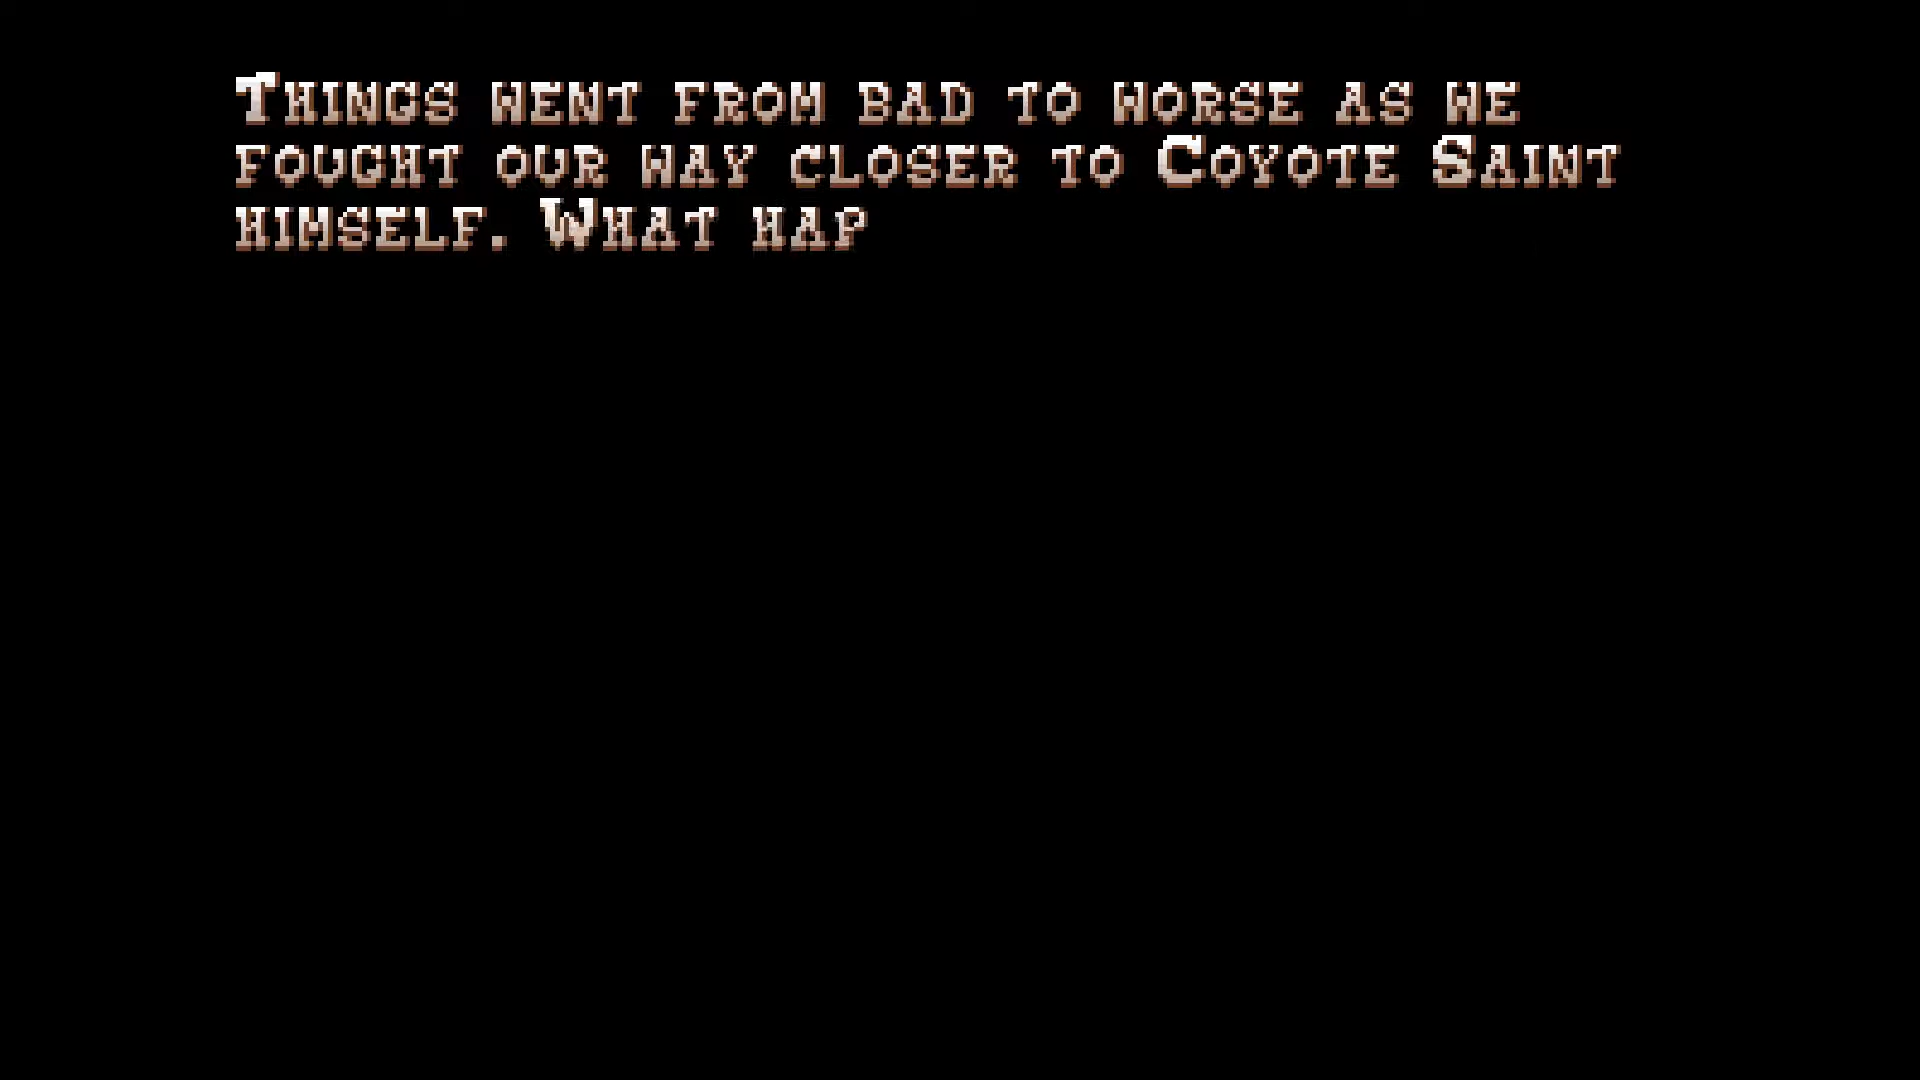 Things went from bad to worse as we
fought our way closer to Coyote Saint
himself. What hap